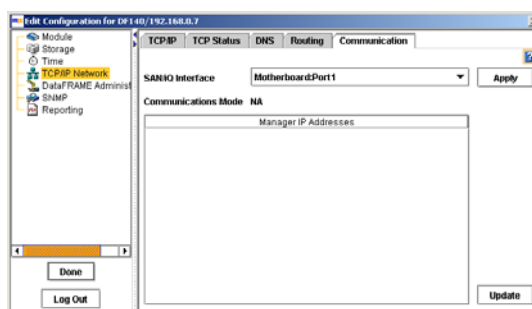 Edit Configuration for DF140/192.168.0.7
Module
Storage
Time
TCP/IP Network
DataFRAME Administ
SNMP
Reporting
Done
Log Out
TCP/IP
TCP Status
DNS
Routing
Communication
SAN/iQ Interface
Motherboard:Port1
Apply
Communications Mode NA
Manager IP Addresses
Update